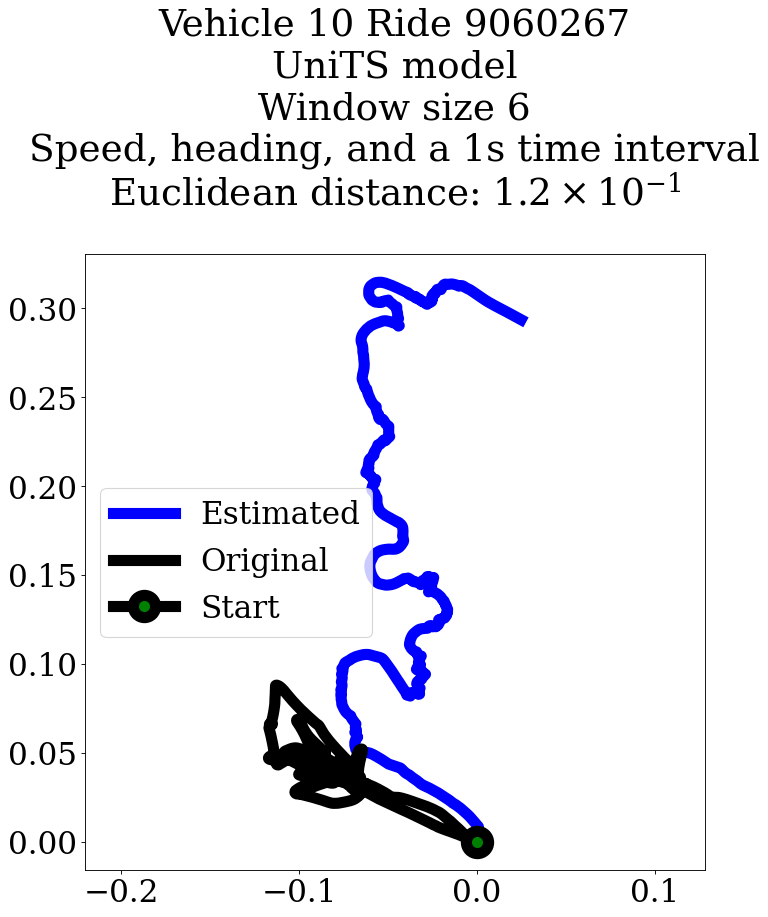 Vehicle 10 Ride 9060267
UniTS model
Window size 6
Speed, heading, and a 1s time interval
Euclidean distance: 1.2 × 10⁻¹
0.30
0.25
0.20
0.15
0.10
0.05
0.00
Estimated
Original
Start
−0.2
−0.1
0.0
0.1